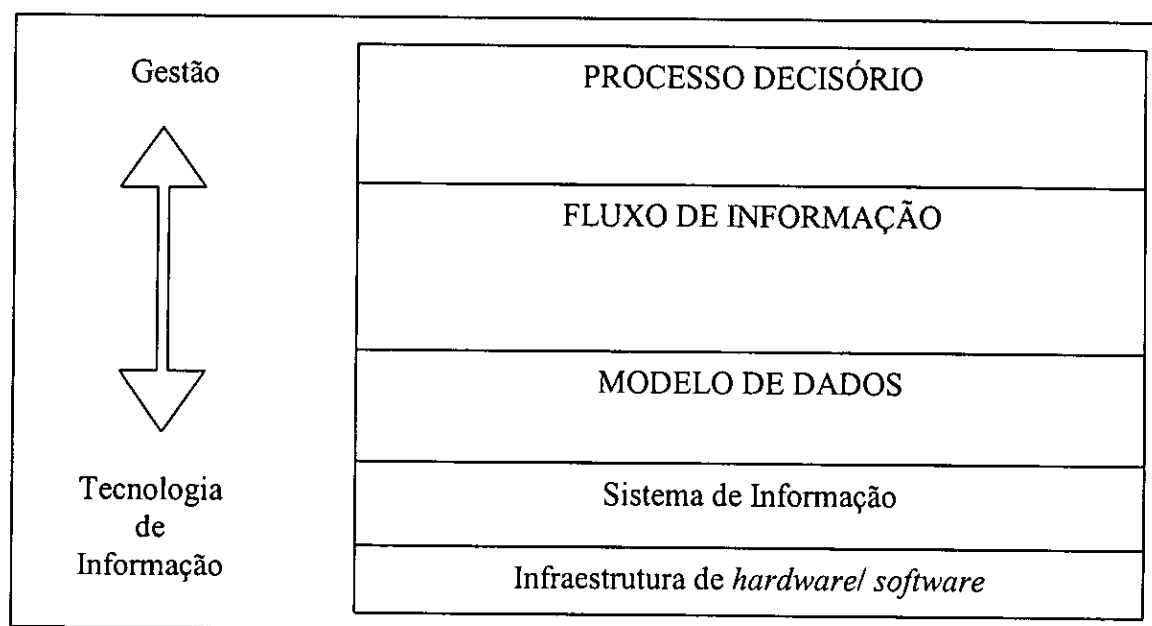 Gestão
PROCESSO DECISÓRIO
FLUXO DE INFORMAÇÃO
MODELO DE DADOS
Tecnologia
de
Informação
Sistema de Informação
Infraestrutura de hardware/ software